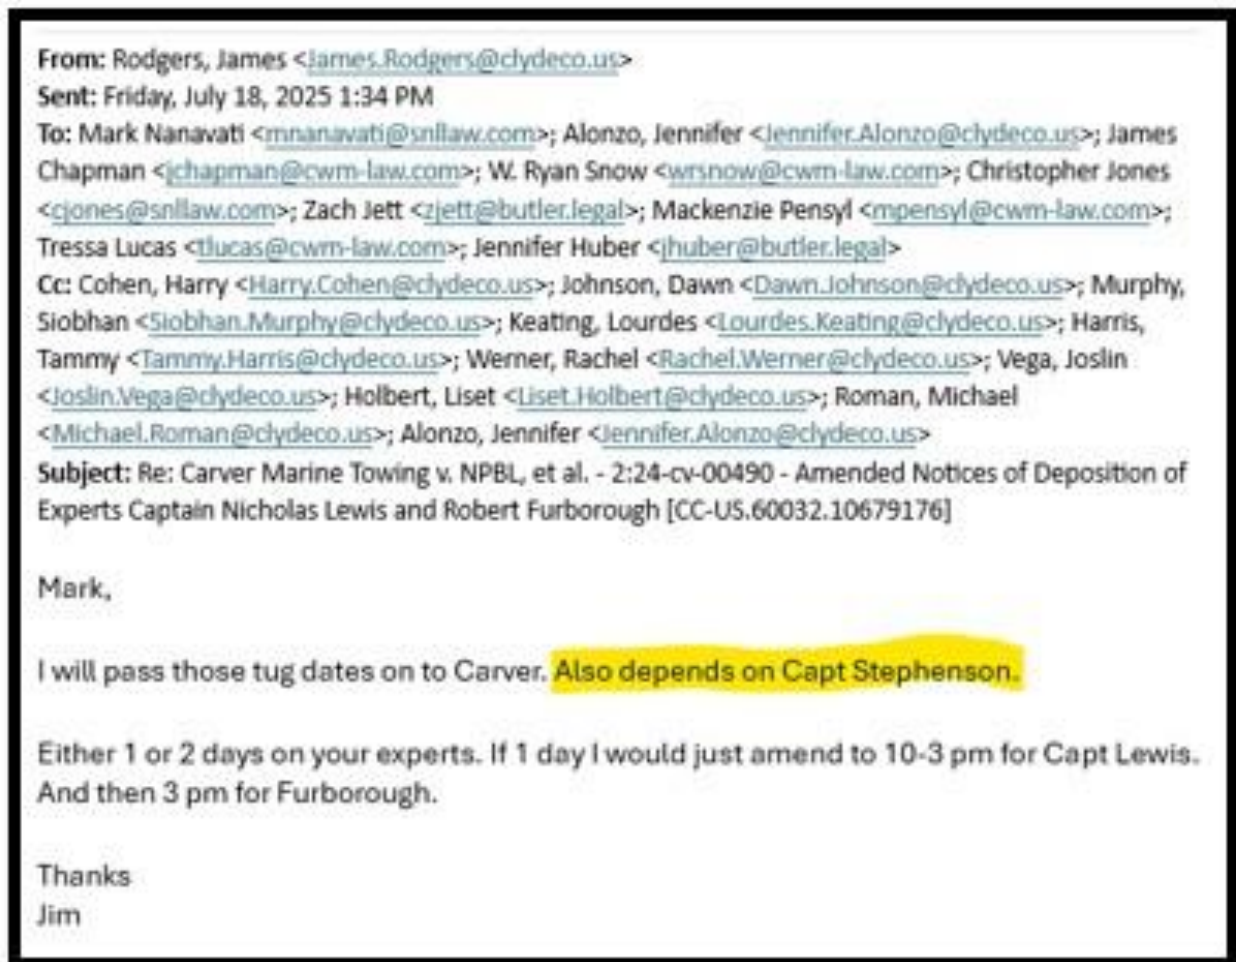 From: Rodgers, James <James.Rodgers@clydeco.us>
Sent: Friday, July 18, 2025 1:34 PM
To: Mark Nanavati <mnanavati@snllaw.com>; Alonzo, Jennifer <Jennifer.Alonzo@clydeco.us>; James
Chapman <jchapman@cwm-law.com>; W. Ryan Snow <wrsnow@cwm-law.com>; Christopher Jones
<cjones@snllaw.com>; Zach Jett <zjett@butler.legal>; Mackenzie Pensyl <mpensyl@cwm-law.com>;
Tressa Lucas <tlucas@cwm-law.com>; Jennifer Huber <jhuber@butler.legal>
Cc: Cohen, Harry <Harry.Cohen@clydeco.us>; Johnson, Dawn <Dawn.Johnson@clydeco.us>; Murphy,
Siobhan <Siobhan.Murphy@clydeco.us>; Keating, Lourdes <Lourdes.Keating@clydeco.us>; Harris,
Tammy <Tammy.Harris@clydeco.us>; Werner, Rachel <Rachel.Werner@clydeco.us>; Vega, Joslin
<Joslin.Vega@clydeco.us>; Holbert, Liset <Liset.Holbert@clydeco.us>; Roman, Michael
<Michael.Roman@clydeco.us>; Alonzo, Jennifer <Jennifer.Alonzo@clydeco.us>
Subject: Re: Carver Marine Towing v. NPBL, et al. - 2:24-cv-00490 - Amended Notices of Deposition of
Experts Captain Nicholas Lewis and Robert Furborough [CC-US.60032.10679176]
Mark,
I will pass those tug dates on to Carver. Also depends on Capt Stephenson.
Either 1 or 2 days on your experts. If 1 day I would just amend to 10-3 pm for Capt Lewis.
And then 3 pm for Furborough.
Thanks
Jim